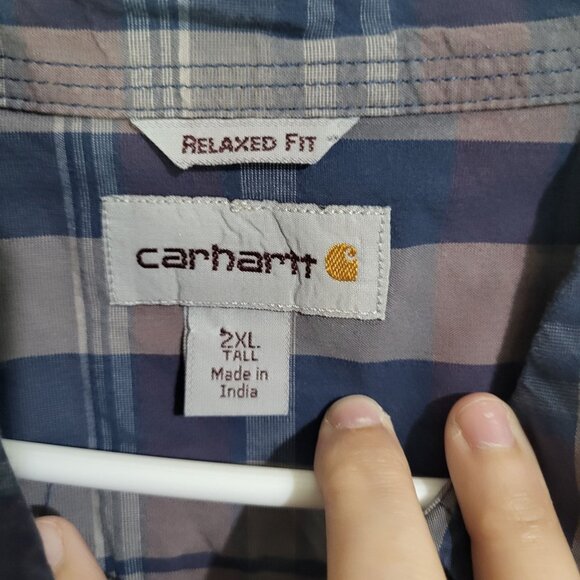 RELAXED FIT
carhartt
2XL
TALL
Made in
India